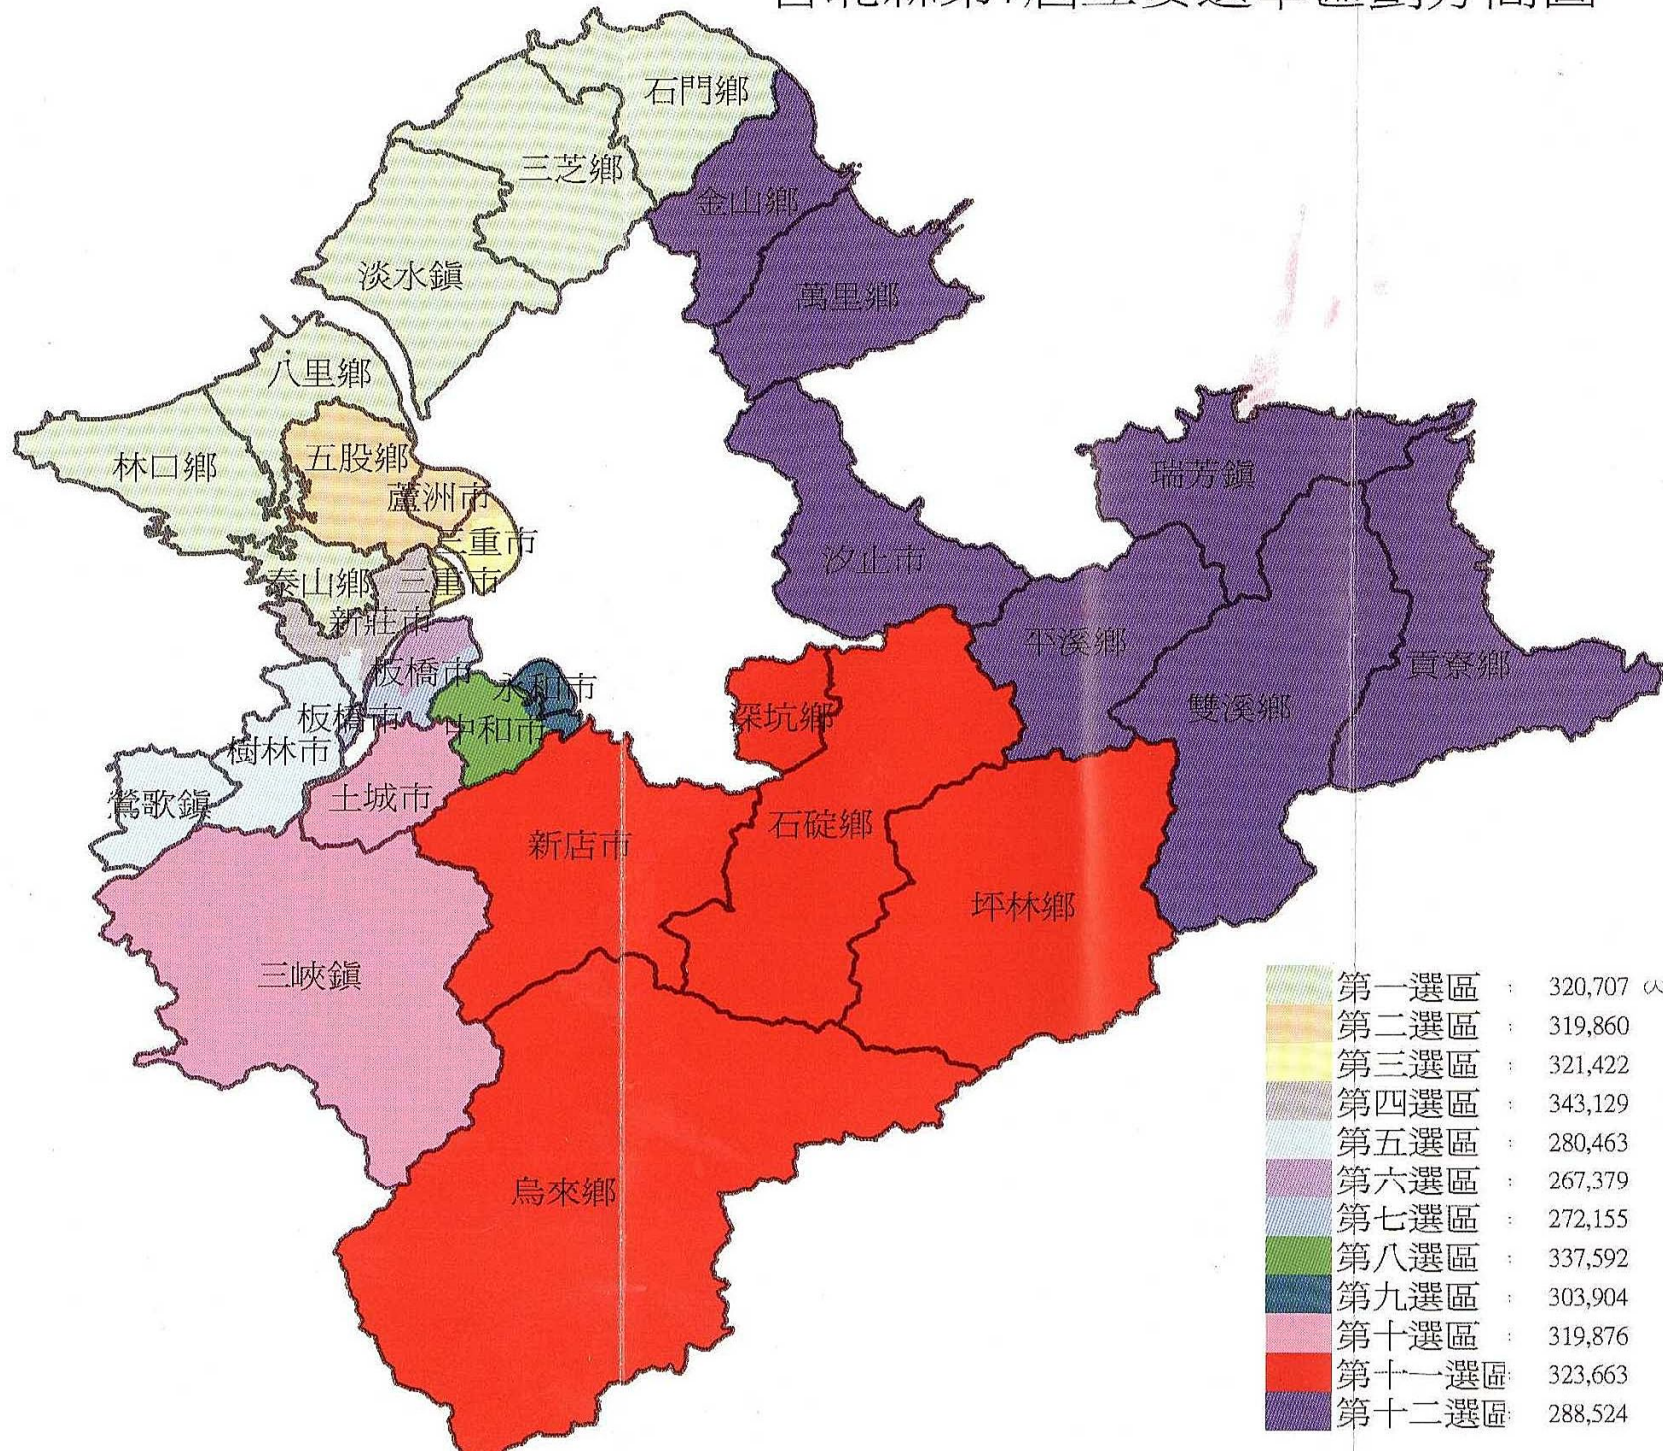 石門鄉
三芝鄉
金山鄉
淡水鎮
萬里鄉
八里鄉
林口鄉
五股鄉
蘆洲市
瑞芳鎮
三重市
汐止市
泰山鄉
三重市
新莊市
平溪鄉
貢寮鄉
板橋市
永和市
雙溪鄉
板橋市
中和市
深坑鄉
樹林市
鶯歌鎮
土城市
石碇鄉
新店市
坪林鄉
三峽鎮
烏來鄉
第一選區 : 320,707 (人
第二選區 : 319,860
第三選區 : 321,422
第四選區 : 343,129
第五選區 : 280,463
第六選區 : 267,379
第七選區 : 272,155
第八選區 : 337,592
第九選區 : 303,904
第十選區 : 319,876
第十一選區: 323,663
第十二選區: 288,524